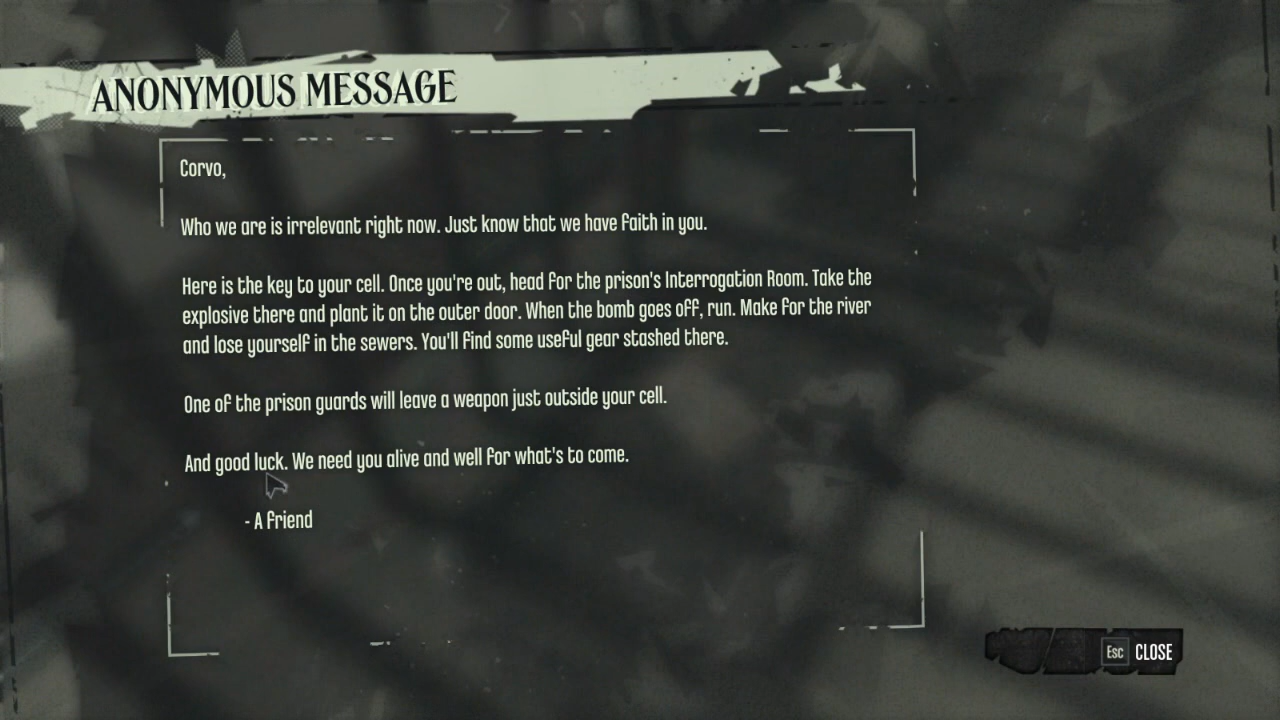 ANONYMOUS MESSAGE
Corvo,
Who we are is irrelevant right now. Just know that we have faith in you.
Here is the key to your cell. Once you're out, head for the prison's Interrogation Room. Take the
explosive there and plant it on the outer door. When the bomb goes off, run. Make for the river
and lose yourself in the sewers. You'll find some useful gear stashed there.
One of the prison guards will leave a weapon just outside your cell.
And good luck. We need you alive and well for what's to come.
- A friend
Esc CLOSE